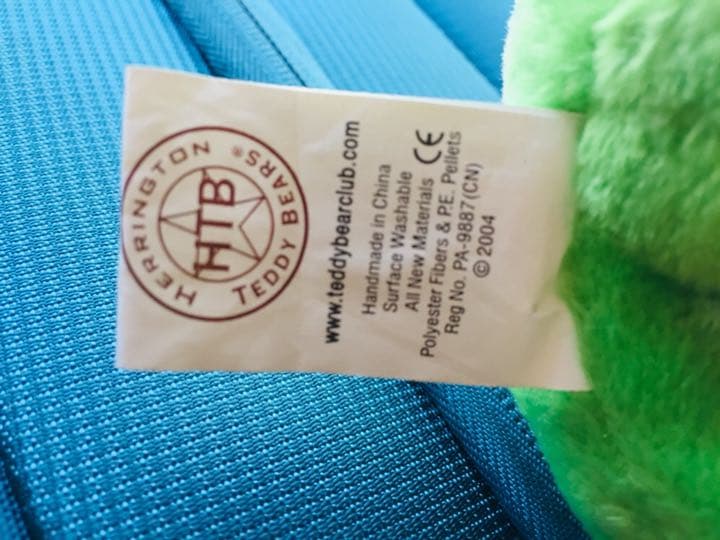 HERRINGTON
TEDDY BEARS®
HTB
www.teddybearclub.com
Handmade in China
Surface Washable
All New Materials
Polyester Fibers & P.E. Pellets
Reg No. PA-9887(CN)
© 2004
CE